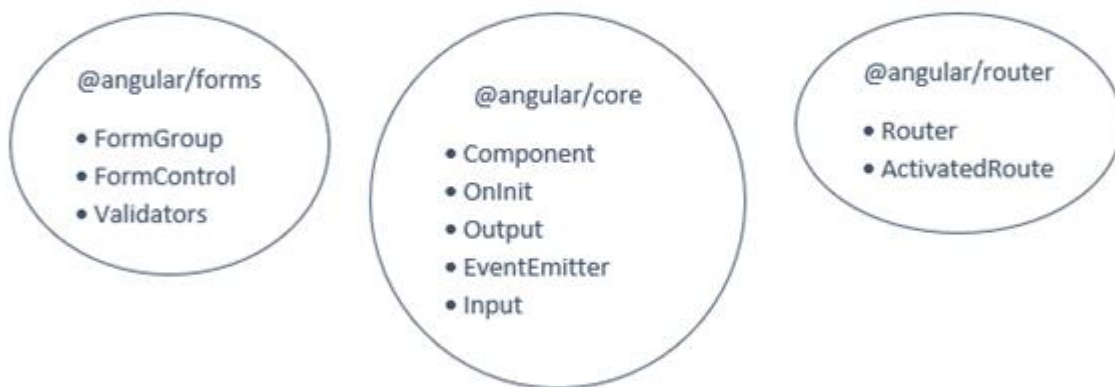 @angular/forms
• FormGroup
• FormControl
• Validators
@angular/core
• Component
• OnInit
• Output
• EventEmitter
• Input
@angular/router
• Router
• ActivatedRoute